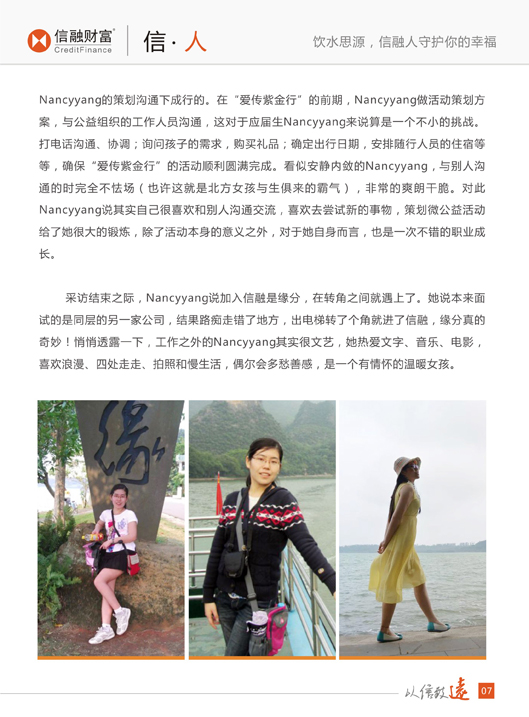 信融财富®
CreditFinance
信·人
饮水思源，信融人守护你的幸福
Nancyyang的策划沟通下成行的。在“爱传紫金行”的前期，Nancyyang做活动策划方
案，与公益组织的工作人员沟通，这对于应届生Nancyyang来说算是一个不小的挑战。
打电话沟通、协调；询问孩子的需求，购买礼品；确定出行日期，安排随行人员的住宿等
等，确保“爱传紫金行”的活动顺利圆满完成。看似安静内敛的Nancyyang，与别人沟
通的时完全不怯场（也许这就是北方女孩与生俱来的霸气），非常的爽朗干脆。对此
Nancyyang说其实自己很喜欢和别人沟通交流，喜欢去尝试新的事物，策划微公益活动
给了她很大的锻炼，除了活动本身的意义之外，对于她自身而言，也是一次不错的职业成
长。
采访结束之际，Nancyyang说加入信融是缘分，在转角之间就遇上了。她说本来面
试的是同层的另一家公司，结果路痴走错了地方，出电梯转了个角就进了信融，缘分真的
奇妙！悄悄透露一下，工作之外的Nancyyang其实很文艺，她热爱文字、音乐、电影，
喜欢浪漫、四处走走、拍照和慢生活，偶尔会多愁善感，是一个有情怀的温暖女孩。
缘
以信致遠
07